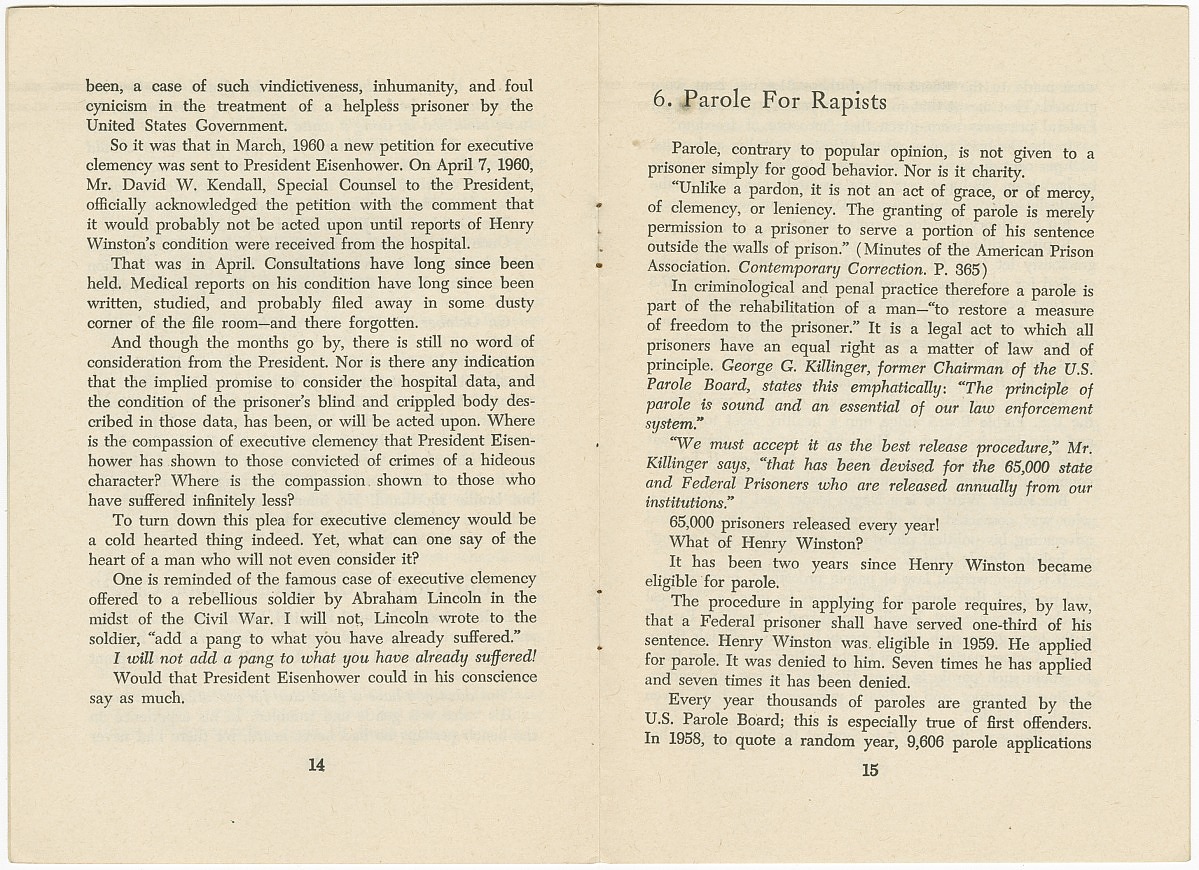 been, a case of such vindictiveness, inhumanity, and foul
cynicism in the treatment of a helpless prisoner by the
United States Government.
So it was that in March, 1960 a new petition for executive
clemency was sent to President Eisenhower. On April 7, 1960,
Mr. David W. Kendall, Special Counsel to the President,
officially acknowledged the petition with the comment that
it would probably not be acted upon until reports of Henry
Winston's condition were received from the hospital.
That was in April. Consultations have long since been
held. Medical reports on his condition have long since been
written, studied, and probably filed away in some dusty
corner of the file room—and there forgotten.
And though the months go by, there is still no word of
consideration from the President. Nor is there any indication
that the implied promise to consider the hospital data, and
the condition of the prisoner's blind and crippled body des-
cribed in those data, has been, or will be acted upon. Where
is the compassion of executive clemency that President Eisen-
hower has shown to those convicted of crimes of a hideous
character? Where is the compassion shown to those who
have suffered infinitely less?
To turn down this plea for executive clemency would be
a cold hearted thing indeed. Yet, what can one say of the
heart of a man who will not even consider it?
One is reminded of the famous case of executive clemency
offered to a rebellious soldier by Abraham Lincoln in the
midst of the Civil War. I will not, Lincoln wrote to the
soldier, "add a pang to what you have already suffered."
I will not add a pang to what you have already suffered!
Would that President Eisenhower could in his conscience
say as much.
14
6. Parole For Rapists
Parole, contrary to popular opinion, is not given to a
prisoner simply for good behavior. Nor is it charity.
"Unlike a pardon, it is not an act of grace, or of mercy,
of clemency, or leniency. The granting of parole is merely
permission to a prisoner to serve a portion of his sentence
outside the walls of prison." (Minutes of the American Prison
Association. Contemporary Correction. P. 365)
In criminological and penal practice therefore a parole is
part of the rehabilitation of a man—"to restore a measure
of freedom to the prisoner." It is a legal act to which all
prisoners have an equal right as a matter of law and of
principle. George G. Killinger, former Chairman of the U.S.
Parole Board, states this emphatically: "The principle of
parole is sound and an essential of our law enforcement
system."
"We must accept it as the best release procedure," Mr.
Killinger says, "that has been devised for the 65,000 state
and Federal Prisoners who are released annually from our
institutions."
65,000 prisoners released every year!
What of Henry Winston?
It has been two years since Henry Winston became
eligible for parole.
The procedure in applying for parole requires, by law,
that a Federal prisoner shall have served one-third of his
sentence. Henry Winston was eligible in 1959. He applied
for parole. It was denied to him. Seven times he has applied
and seven times it has been denied.
Every year thousands of paroles are granted by the
U.S. Parole Board; this is especially true of first offenders.
In 1958, to quote a random year, 9,606 parole applications
15